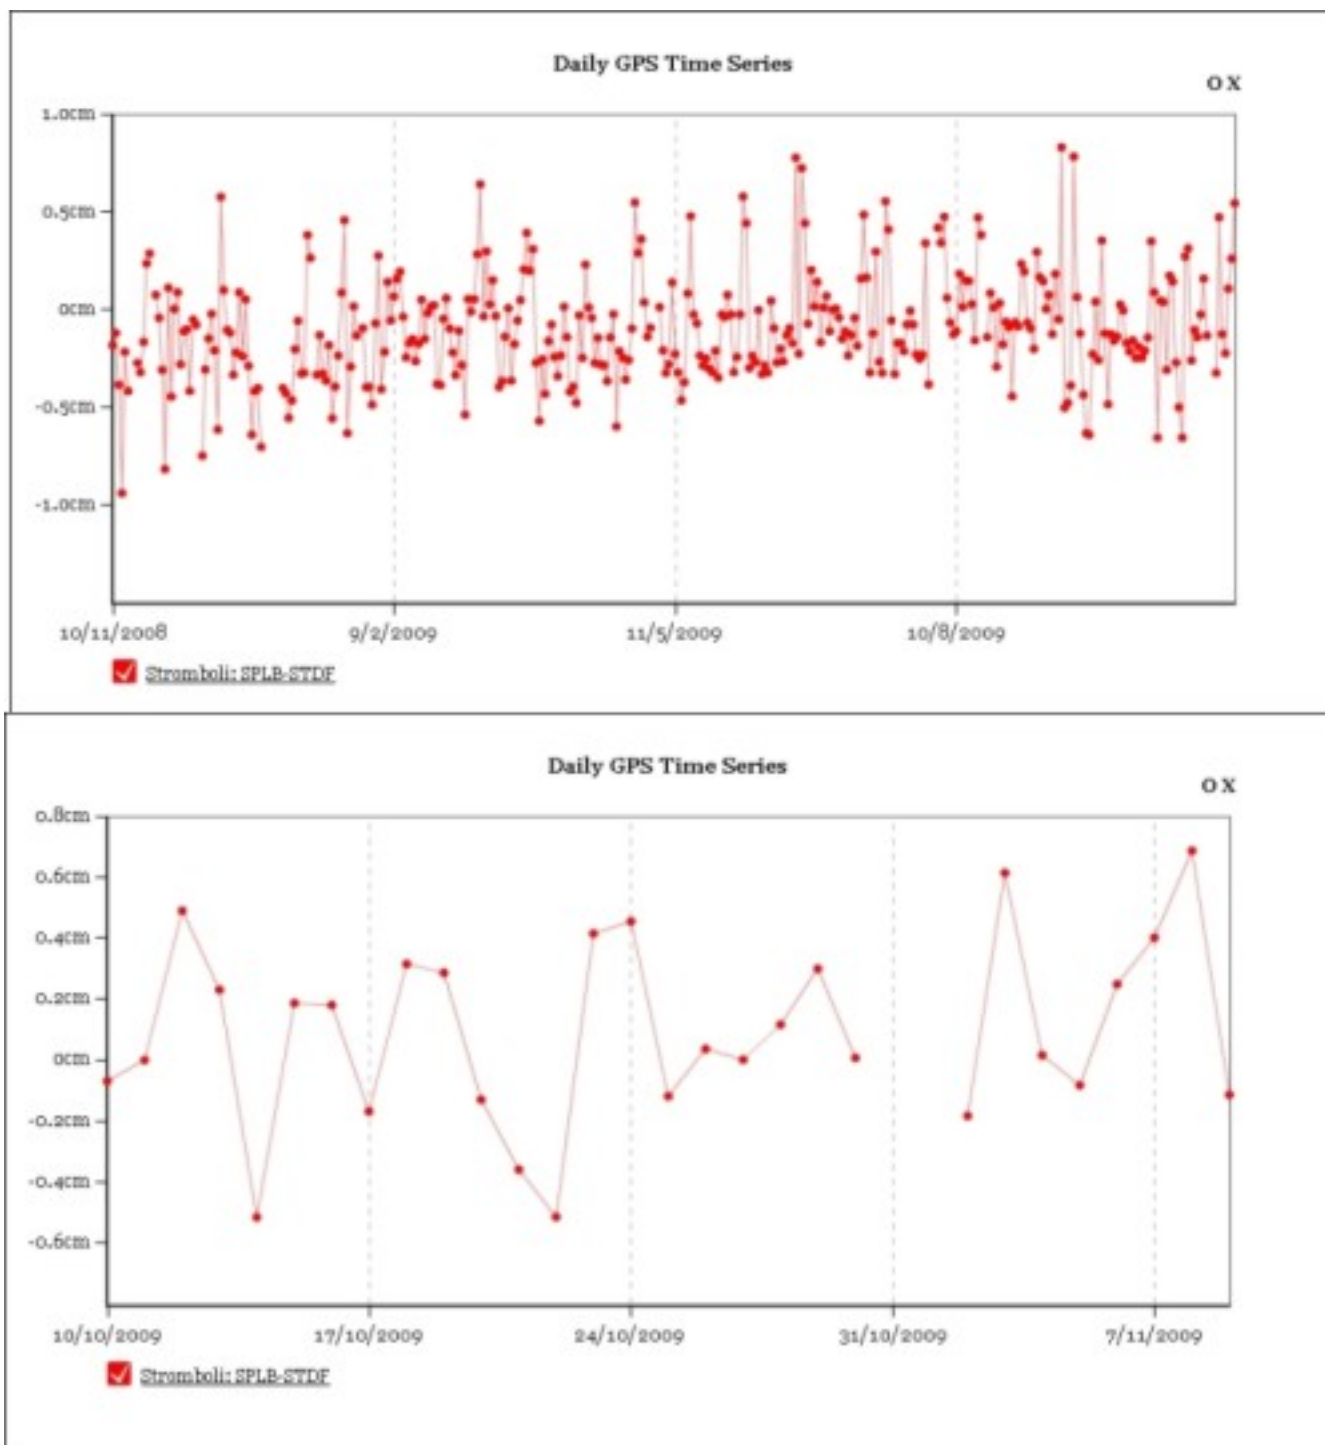 Daily GPS Time Series
O X
1.0cm
0.5cm
0cm
-0.5cm
-1.0cm
10/11/2008 9/2/2009 11/5/2009 10/8/2009
Stromboli: SPLB-STDF
Daily GPS Time Series
O X
0.8cm
0.6cm
0.4cm
0.2cm
0cm
-0.2cm
-0.4cm
-0.6cm
10/10/2009 17/10/2009 24/10/2009 31/10/2009 7/11/2009
Stromboli: SPLB-STDF